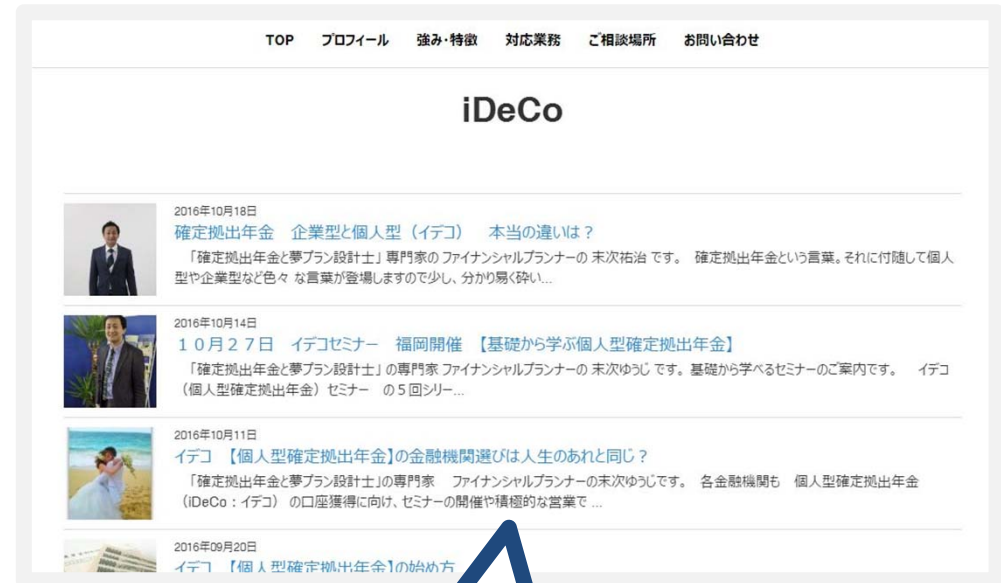 TOP プロフィール 強み・特徴 対応業務 ご相談場所 お問い合わせ
iDeCo
2016年10月18日
確定拠出年金 企業型と個人型（イデコ） 本当の違いは？
「確定拠出年金と夢プラン設計士」専門家の ファイナンシャルプランナーの 末次祐治 です。 確定拠出年金という言葉。それに付随して個人
型や企業型など色々 な言葉が登場しますので少し、分かり易く砕い...
2016年10月14日
１０月２７日 イデコセミナー 福岡開催 【基礎から学ぶ個人型確定拠出年金】
「確定拠出年金と夢プラン設計士」の専門家 ファイナンシャルプランナーの 末次ゆうじ です。基礎から学べるセミナーのご案内です。 イデコ
（個人型確定拠出年金）セミナー の５回シリー...
2016年10月11日
イデコ 【個人型確定拠出年金】の金融機関選びは人生のあれと同じ？
「確定拠出年金と夢プラン設計士」の専門家 ファイナンシャルプランナーの末次ゆうじです。 各金融機関も 個人型確定拠出年金
（iDeCo：イデコ） の口座獲得に向け、セミナーの開催や積極的な営業で ...
2016年09月20日
イデコ 【個人型確定拠出年金】の始め方